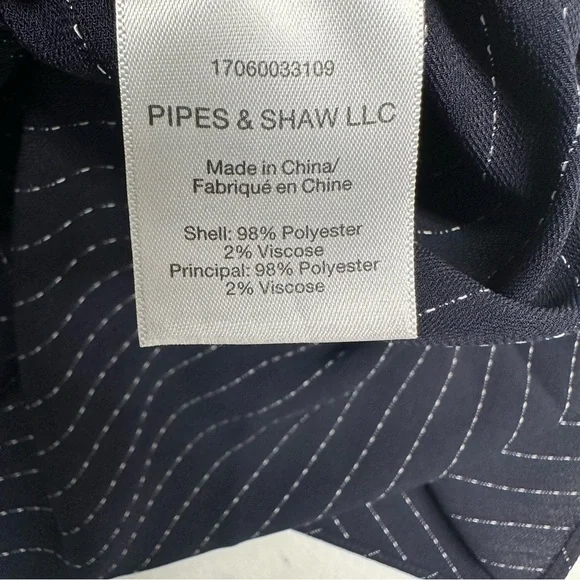 17060033109
PIPES & SHAW LLC
Made in China/
Fabriqué en Chine
Shell: 98% Polyester
2% Viscose
Principal: 98% Polyester
2% Viscose